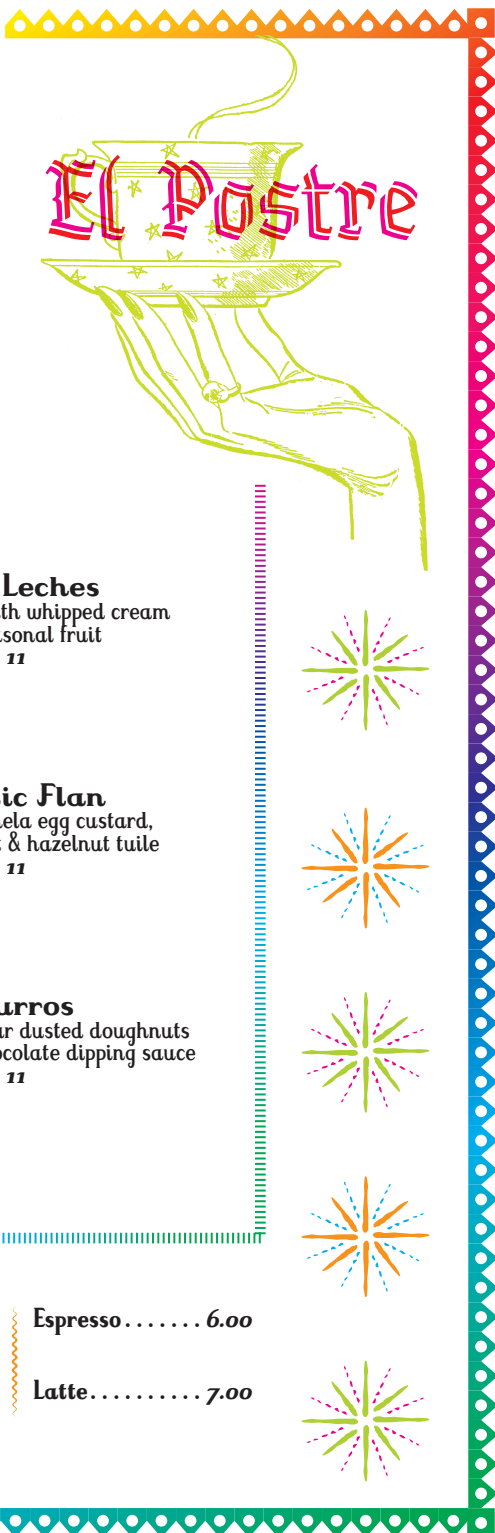 El Postre
Leches
th whipped cream
sonal fruit
11
ic Flan
ela egg custard,
& hazelnut tuile
11
urros
ar dusted doughnuts
ocolate dipping sauce
11
Espresso....... 6.00
Latte.......... 7.00